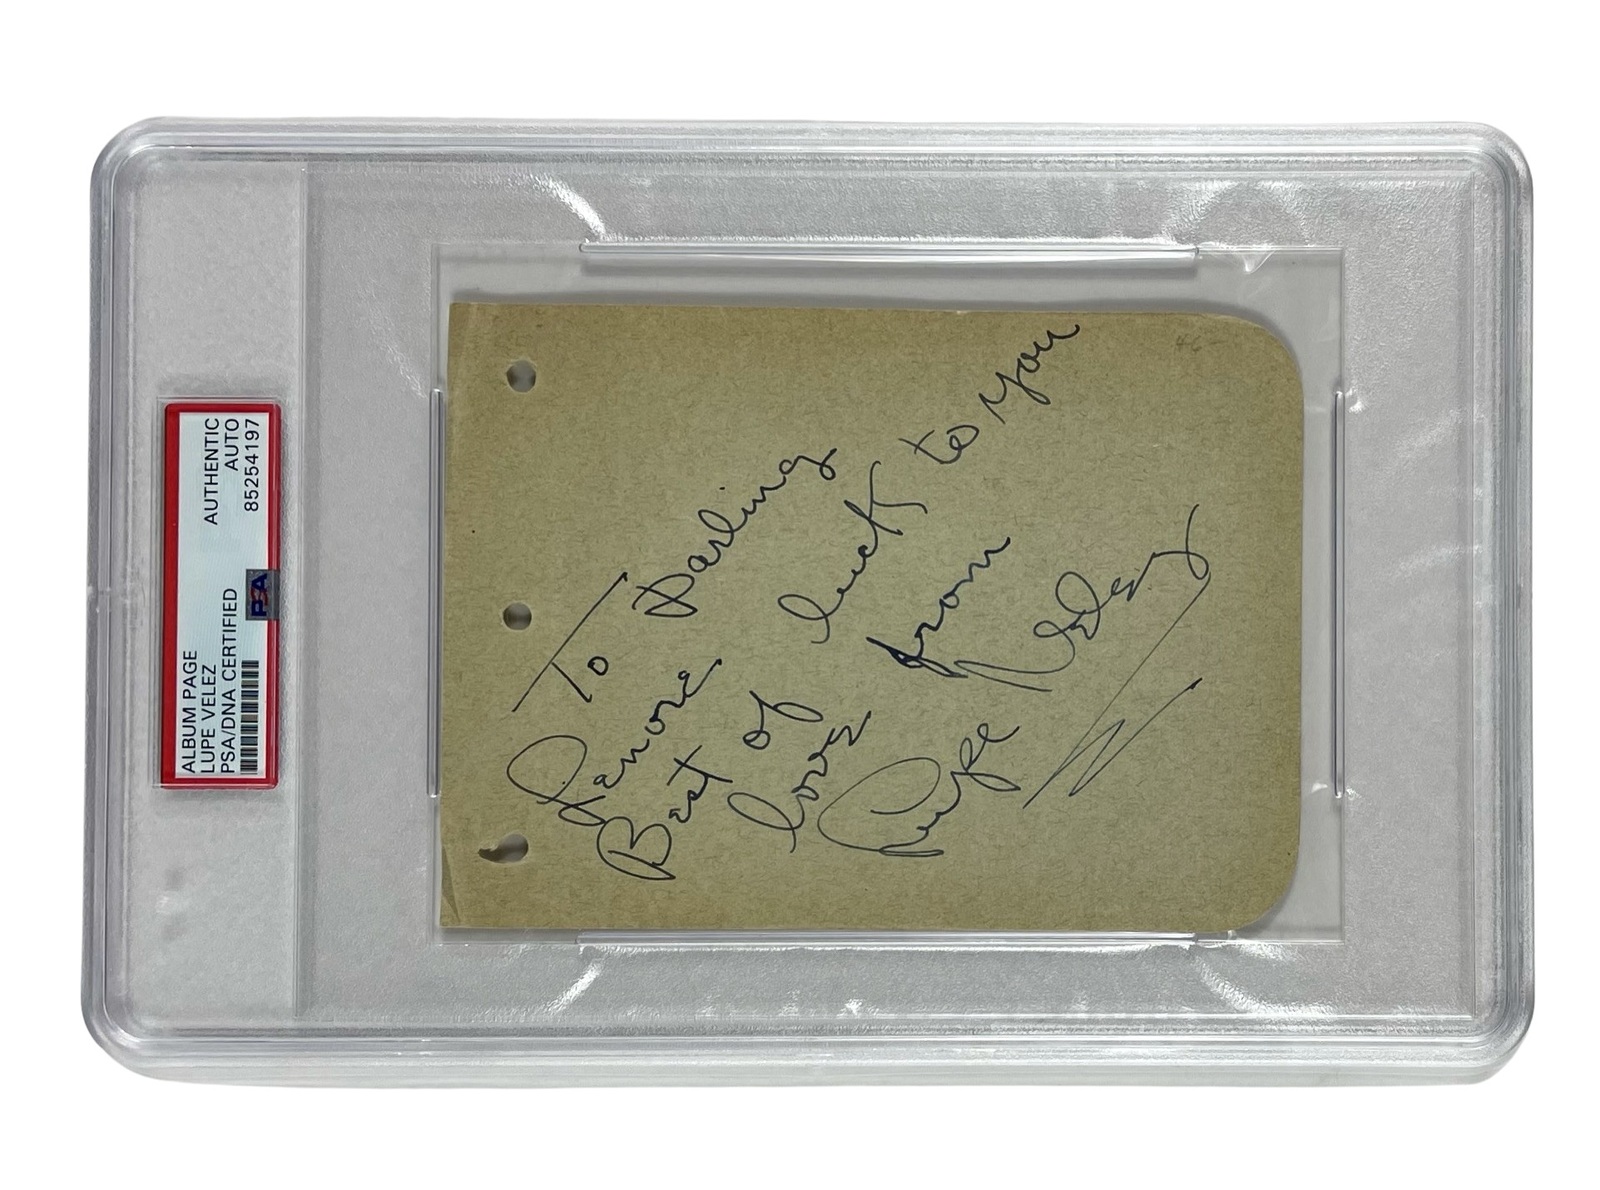 ALBUM PAGE
LUPE VELEZ
PSA/DNA CERTIFIED
AUTHENTIC
AUTO
85254197
PSA
To Darling
Lenore
Best of luck to you
love from
Lupe Velez
46-